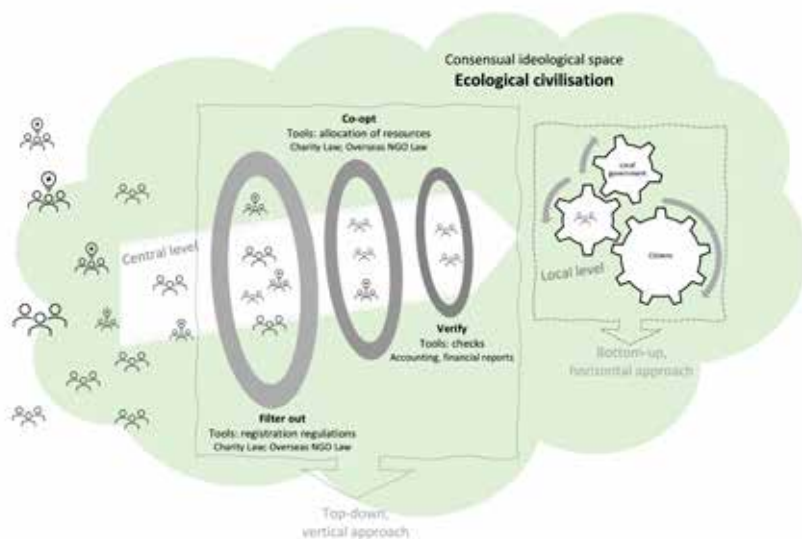 Consensual ideological space
Ecological civilisation
Co-opt
Tools: allocation of resources
Charity Law; Overseas NGO Law
Central level
Local
government
Citizens
Local level
Verify
Tools: checks
Accounting, financial reports
Bottom-up,
horizontal approach
Filter out
Tools: registration regulations
Charity Law; Overseas NGO Law
Top-down,
vertical approach